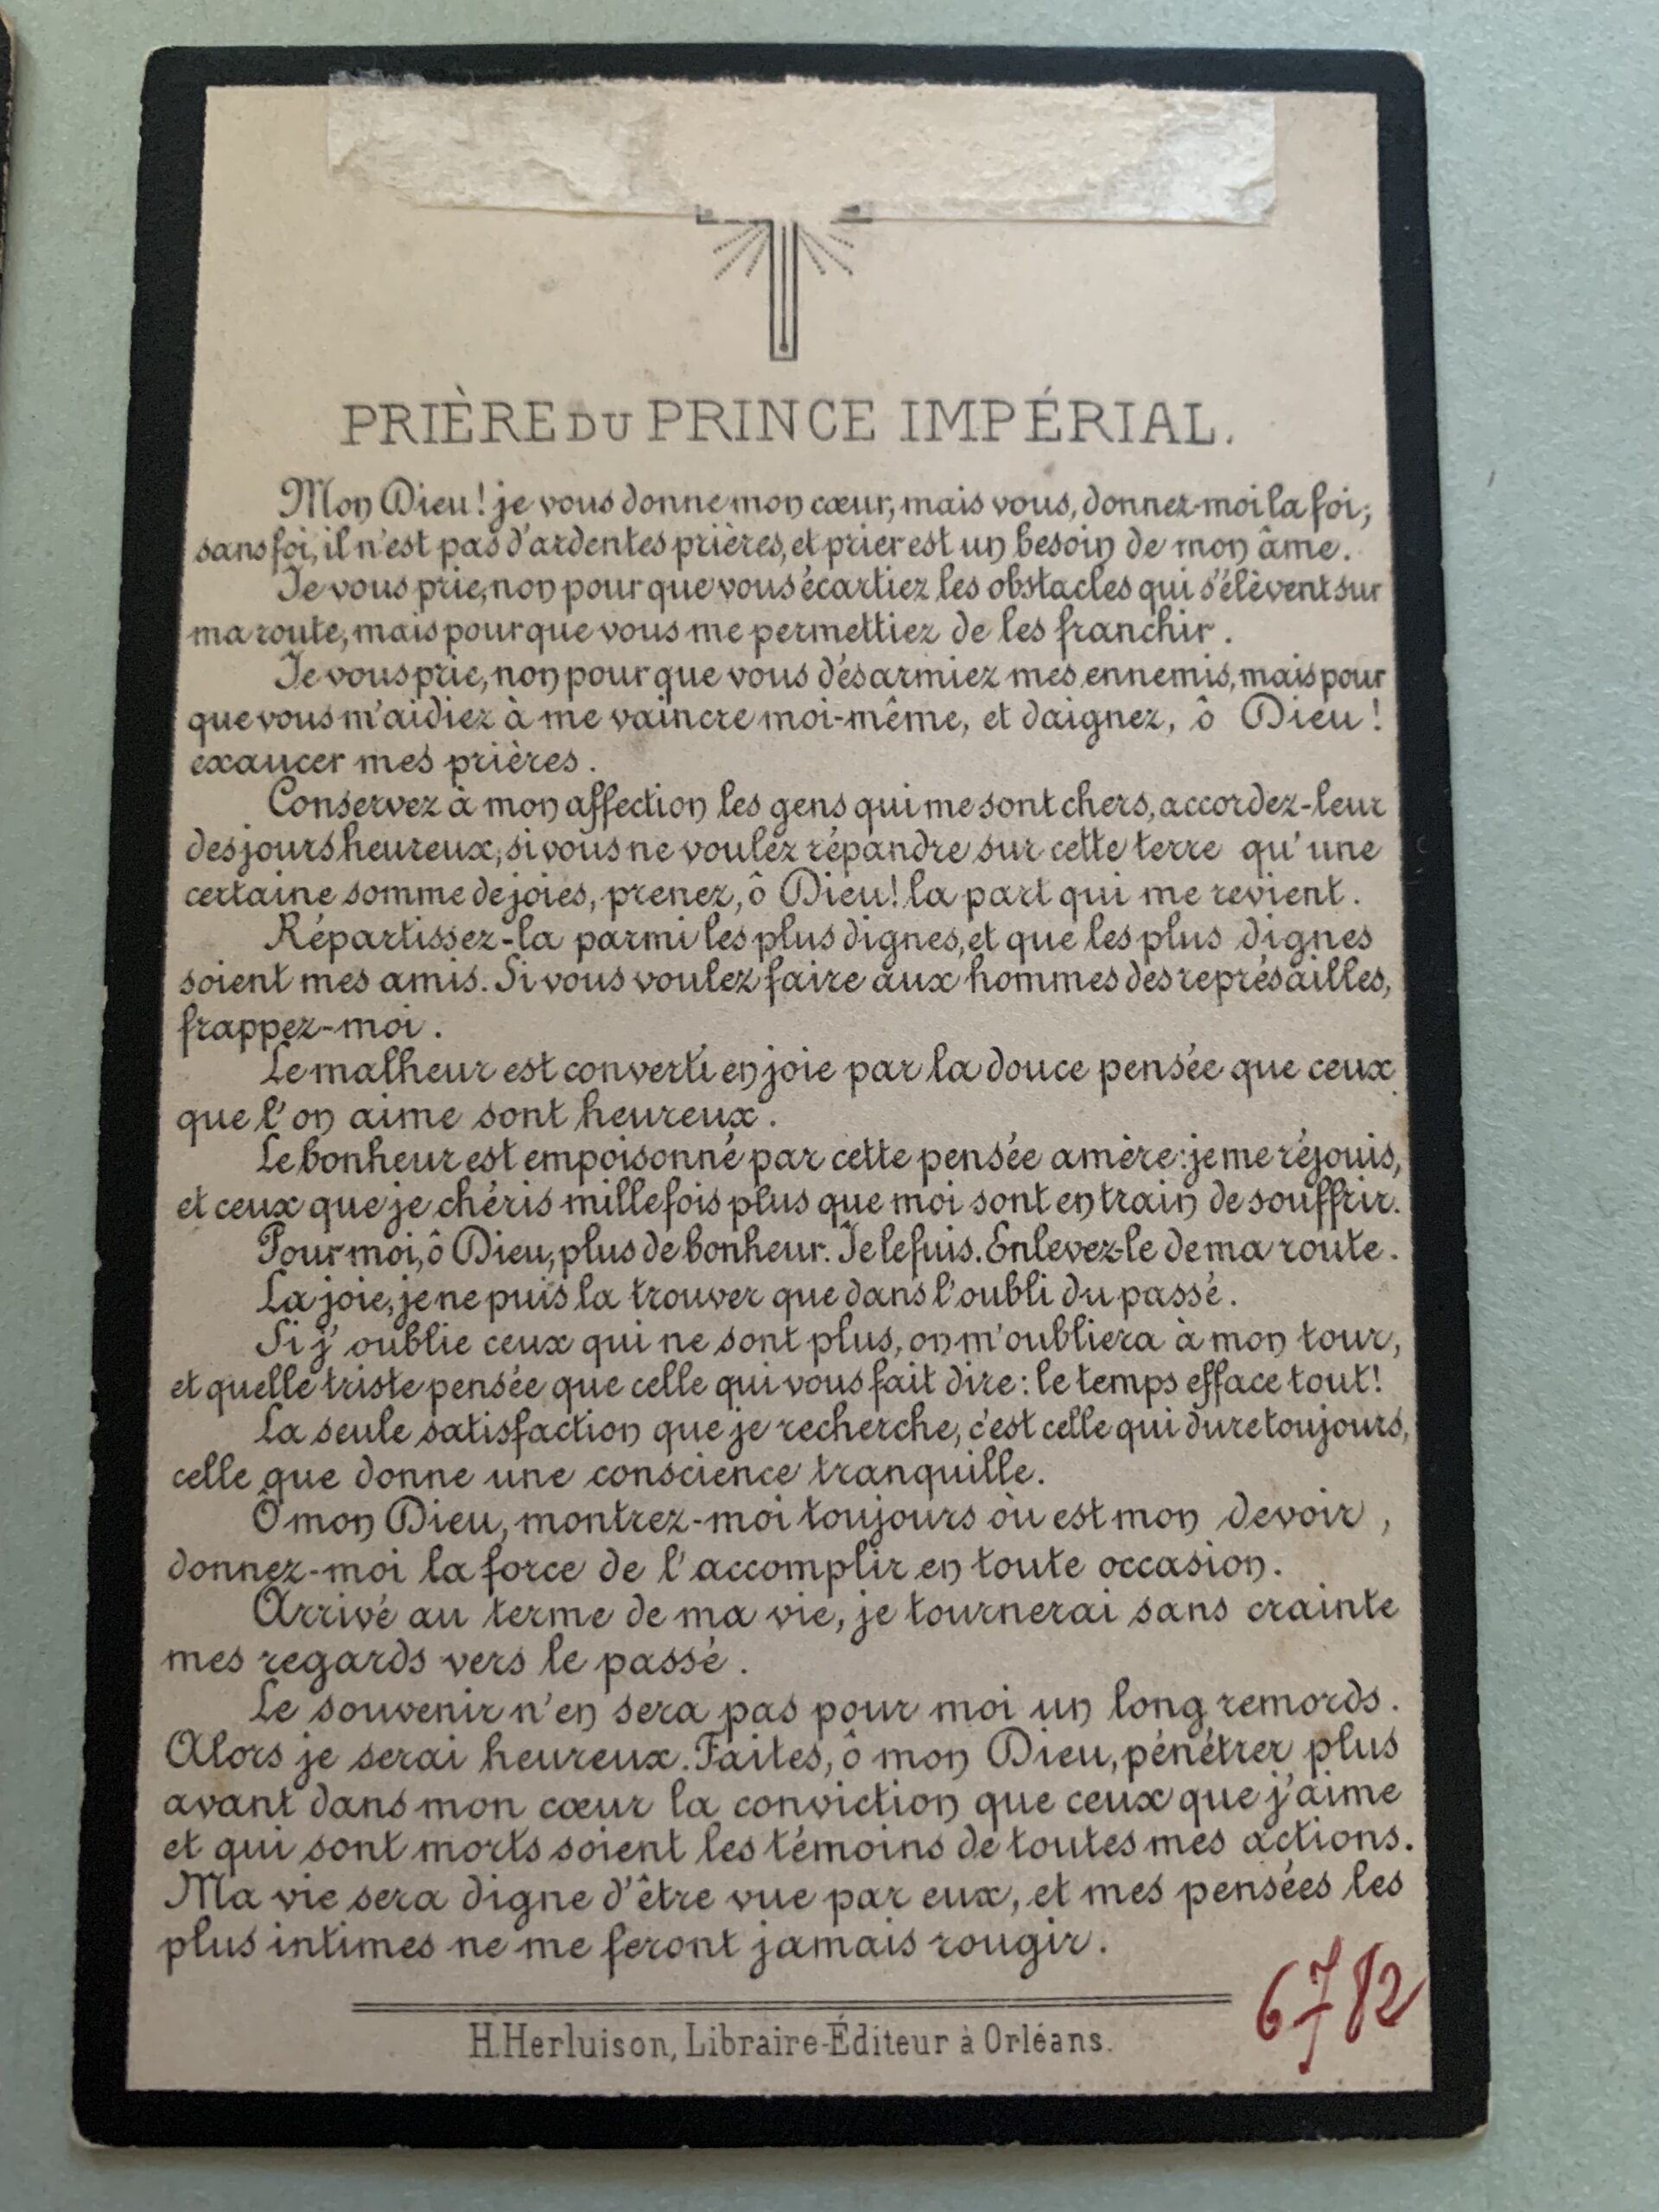 PRIÈRE DU PRINCE IMPÉRIAL.
Mon Dieu ! je vous donne mon cœur, mais vous, donnez-moi la foi ;
sans foi, il n'est pas d'ardentes prières, et prier est un besoin de mon âme.
Je vous prie, non pour que vous écartiez les obstacles qui s'élèvent sur
ma route, mais pour que vous me permettiez de les franchir.
Je vous prie, non pour que vous désarmiez mes ennemis, mais pour
que vous m'aidiez à me vaincre moi-même, et daignez, ô Dieu !
exaucer mes prières.
Conservez à mon affection les gens qui me sont chers, accordez-leur
des jours heureux, si vous ne voulez répandre sur cette terre qu'une
certaine somme de joies, prenez, ô Dieu ! la part qui me revient.
Répartissez-la parmi les plus dignes, et que les plus dignes
soient mes amis. Si vous voulez faire aux hommes des représailles,
frappez-moi.
Le malheur est converti en joie par la douce pensée que ceux
que l'on aime sont heureux.
Le bonheur est empoisonné par cette pensée amère : je me réjouis,
et ceux que je chéris mille fois plus que moi sont en train de souffrir.
Pour moi, ô Dieu, plus de bonheur. Je le fuis. Enlevez-le de ma route.
La joie, je ne puis la trouver que dans l'oubli du passé.
Si j'oublie ceux qui ne sont plus, on m'oubliera à mon tour,
et quelle triste pensée que celle qui vous fait dire : le temps efface tout !
La seule satisfaction que je recherche, c'est celle qui dure toujours,
celle que donne une conscience tranquille.
Ô mon Dieu, montrez-moi toujours où est mon devoir,
donnez-moi la force de l'accomplir en toute occasion.
Arrivé au terme de ma vie, je tournerai sans crainte
mes regards vers le passé.
Le souvenir n'en sera pas pour moi un long remords.
Alors je serai heureux. Faites, ô mon Dieu, pénétrer plus
avant dans mon cœur la conviction que ceux que j'aime
et qui sont morts soient les témoins de toutes mes actions.
Ma vie sera digne d'être vue par eux, et mes pensées les
plus intimes ne me feront jamais rougir.
6782
H. Herluison, Libraire-Éditeur à Orléans.